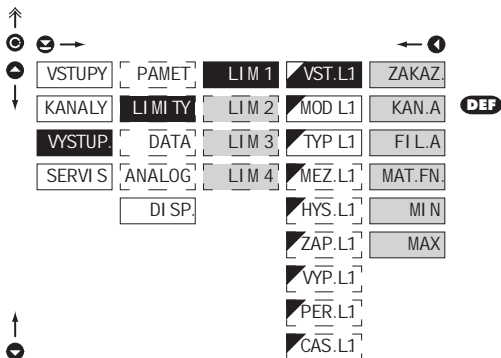 VSTUPY PAMET LIM 1 VST.L1 ZAKAZ.
KANALY LIMITY LIM 2 MOD L1 KAN.A DEF
VYSTUP. DATA LIM 3 TYP L1 FIL.A
SERVIS ANALOG LIM 4 MEZ.L1 MAT.FN.
DISP. HYS.L1 MIN
ZAP.L1 MAX
VYP.L1
PER.L1
CAS.L1